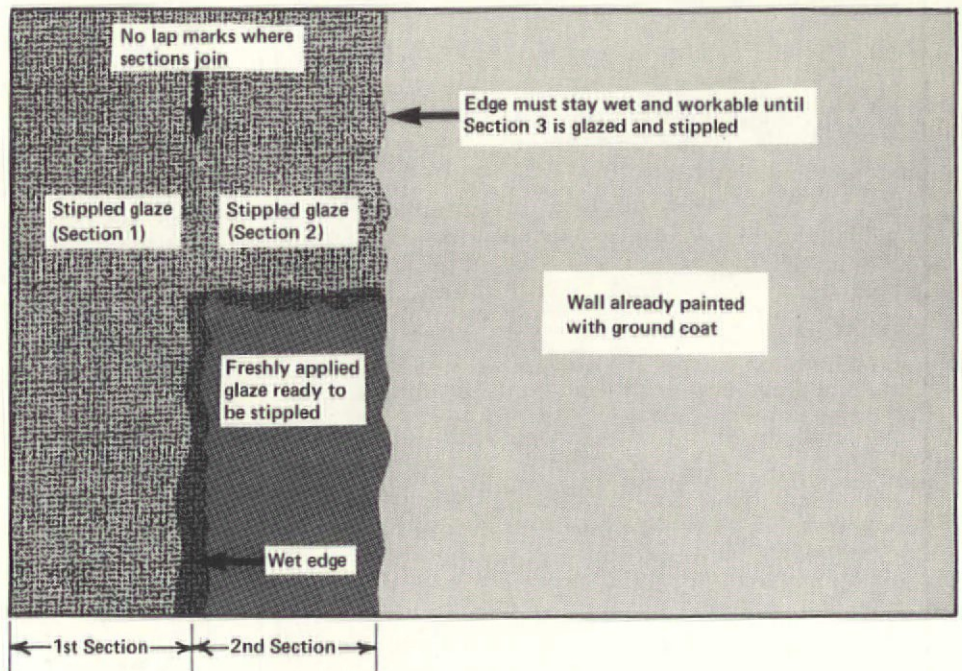 No lap marks where
sections join
Edge must stay wet and workable until
Section 3 is glazed and stippled
Stippled glaze
(Section 1)
Stippled glaze
(Section 2)
Wall already painted
with ground coat
Freshly applied
glaze ready to
be stippled
Wet edge
1st Section
2nd Section